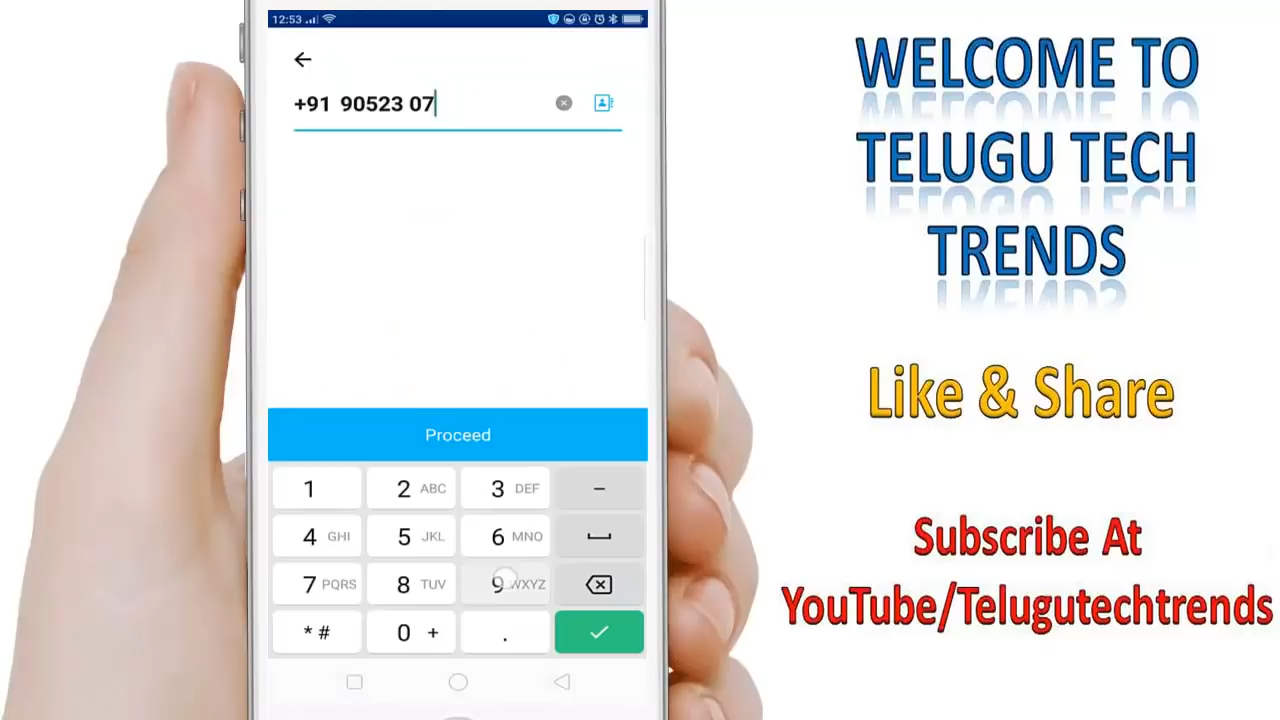 12:53
+91 90523 07
Proceed
1
2 ABC
3 DEF
–
4 GHI
5 JKL
6 MNO
7 PQRS
8 TUV
9 WXYZ
* #
0 +
.
WELCOME TO
TELUGU TECH
TRENDS
Like & Share
Subscribe At
YouTube/Telugutechtrends